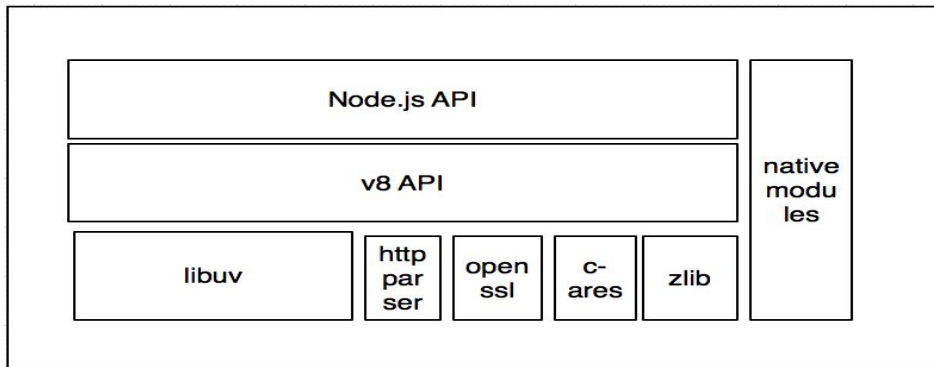 Node.js API
v8 API
native
modu
les
libuv
http
par
ser
open
ssl
c-
ares
zlib